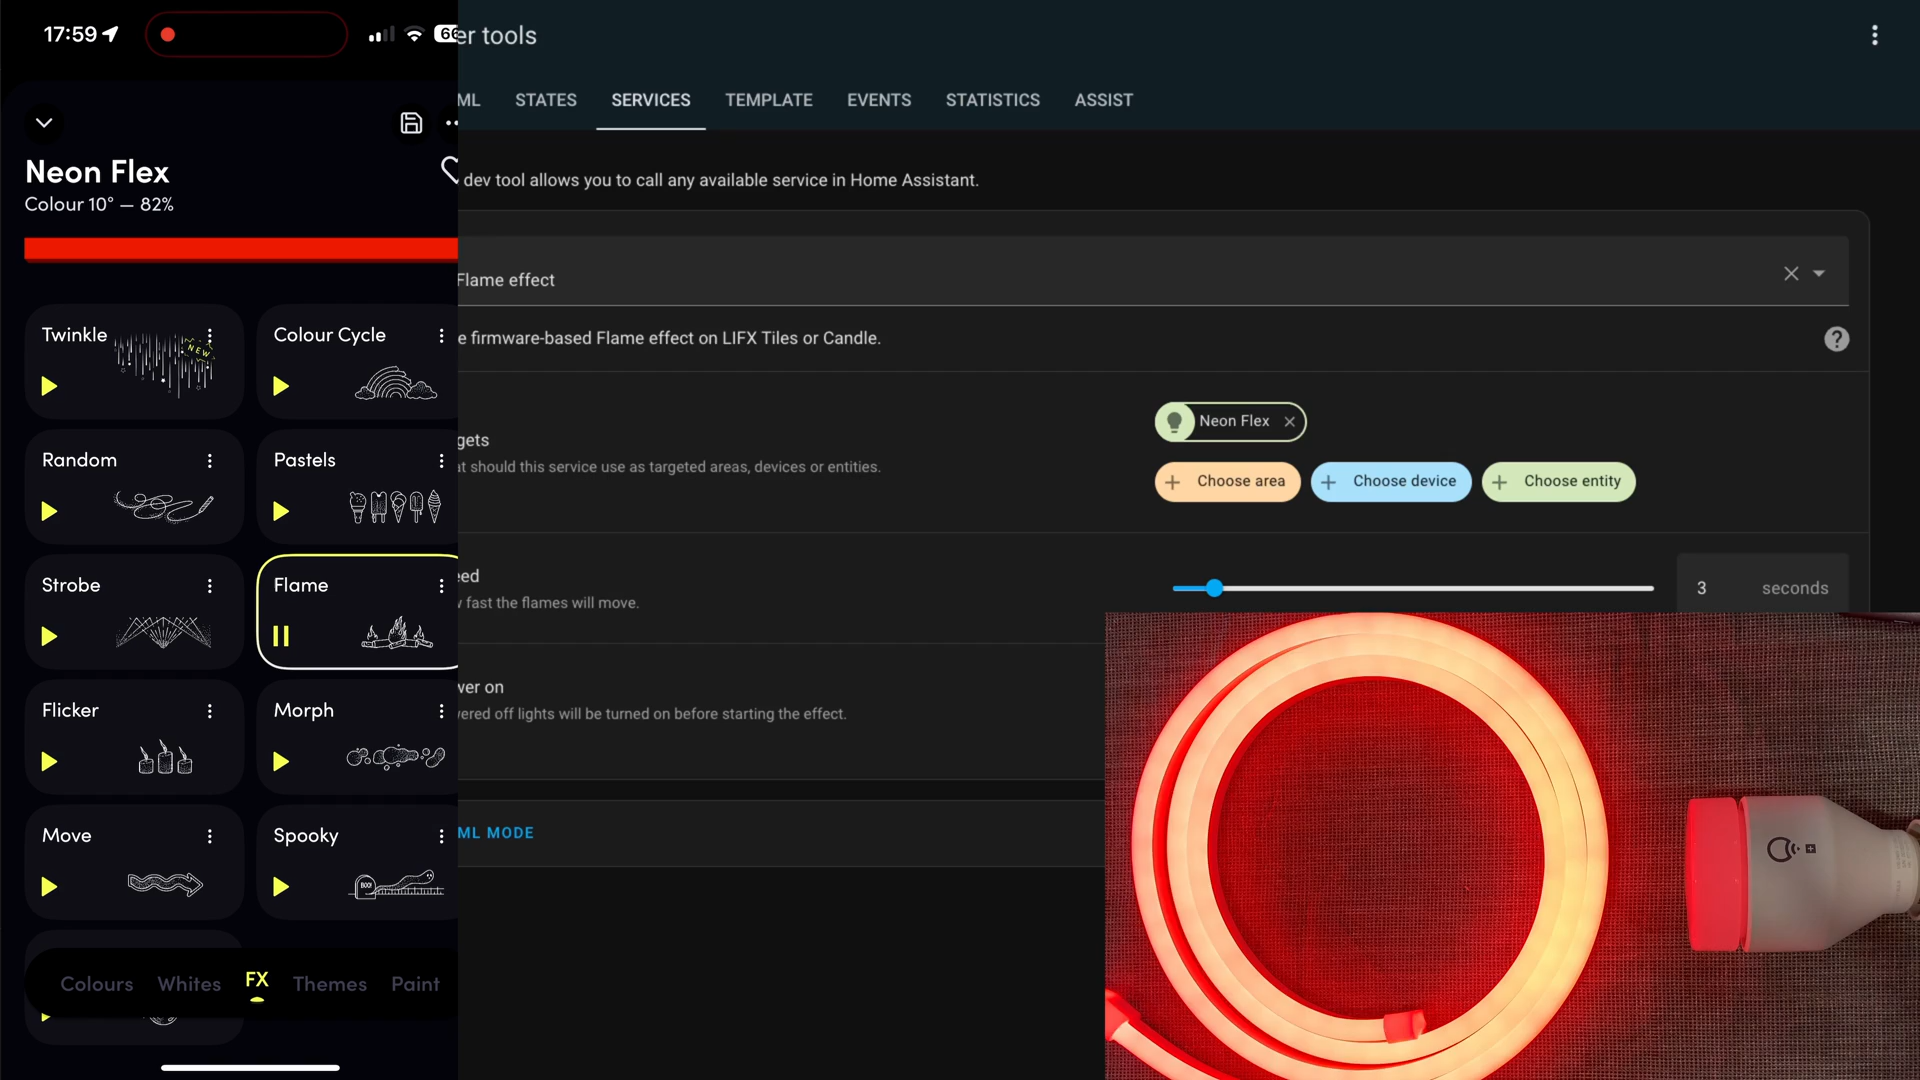 17:59
66
Neon Flex
Colour 10° — 82%
Twinkle
NEW
Colour Cycle
Random
Pastels
Strobe
Flame
Flicker
Morph
Move
Spooky
BOO!
Colours Whites FX Themes Paint
er tools
ML STATES SERVICES TEMPLATE EVENTS STATISTICS ASSIST
dev tool allows you to call any available service in Home Assistant.
Flame effect
e firmware-based Flame effect on LIFX Tiles or Candle.
gets
at should this service use as targeted areas, devices or entities.
Neon Flex
Choose area Choose device Choose entity
eed
w fast the flames will move.
3 seconds
wer on
wered off lights will be turned on before starting the effect.
ML MODE